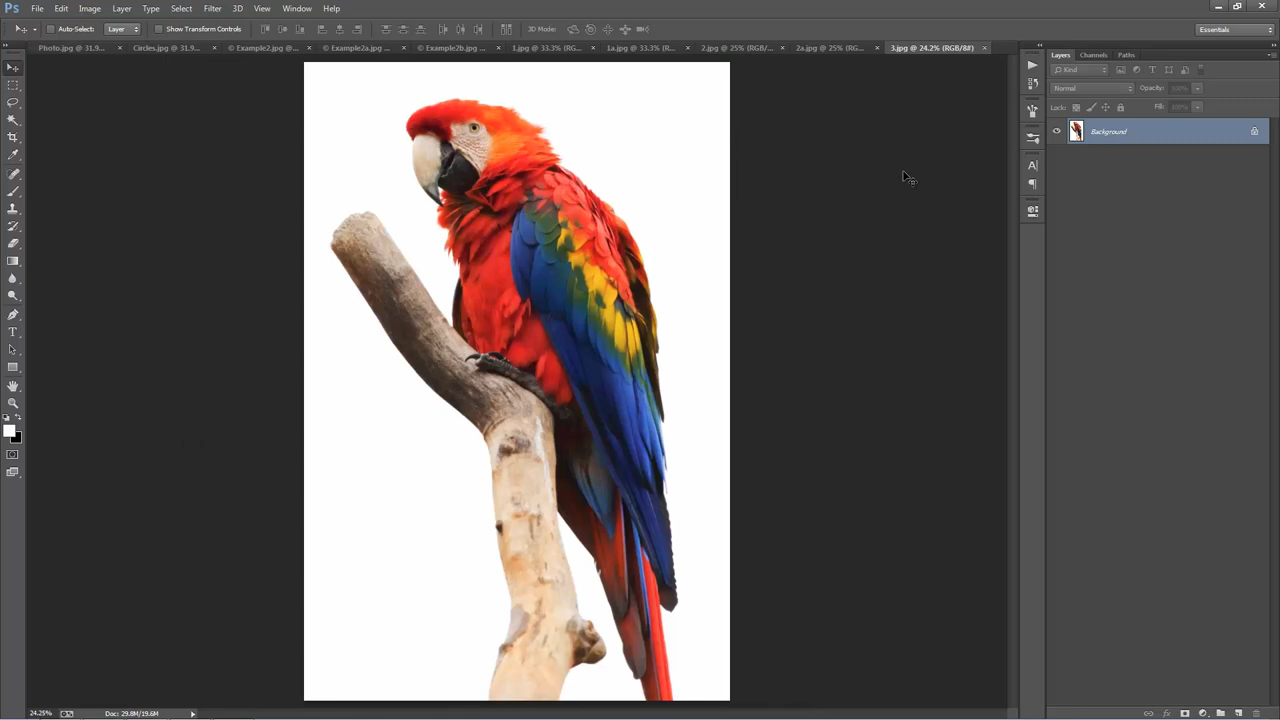 Ps File Edit Image Layer Type Select Filter 3D View Window Help
Auto-Select: Layer Show Transform Controls 3D Mode: Essentials
Photo.jpg @ 31.9... × Circles.jpg @ 31.9... × © Example2.jpg @... × © Example2a.jpg ... × © Example2b.jpg ... × 1.jpg @ 33.3% (RG... × 1a.jpg @ 33.3% (R... × 2.jpg @ 25% (RGB/... × 2a.jpg @ 25% (RG... × 3.jpg @ 24.2% (RGB/8#) ×
Layers Channels Paths
Kind
Normal Opacity: 100%
Lock: Fill: 100%
Background
24.25% Doc: 29.8M/19.6M